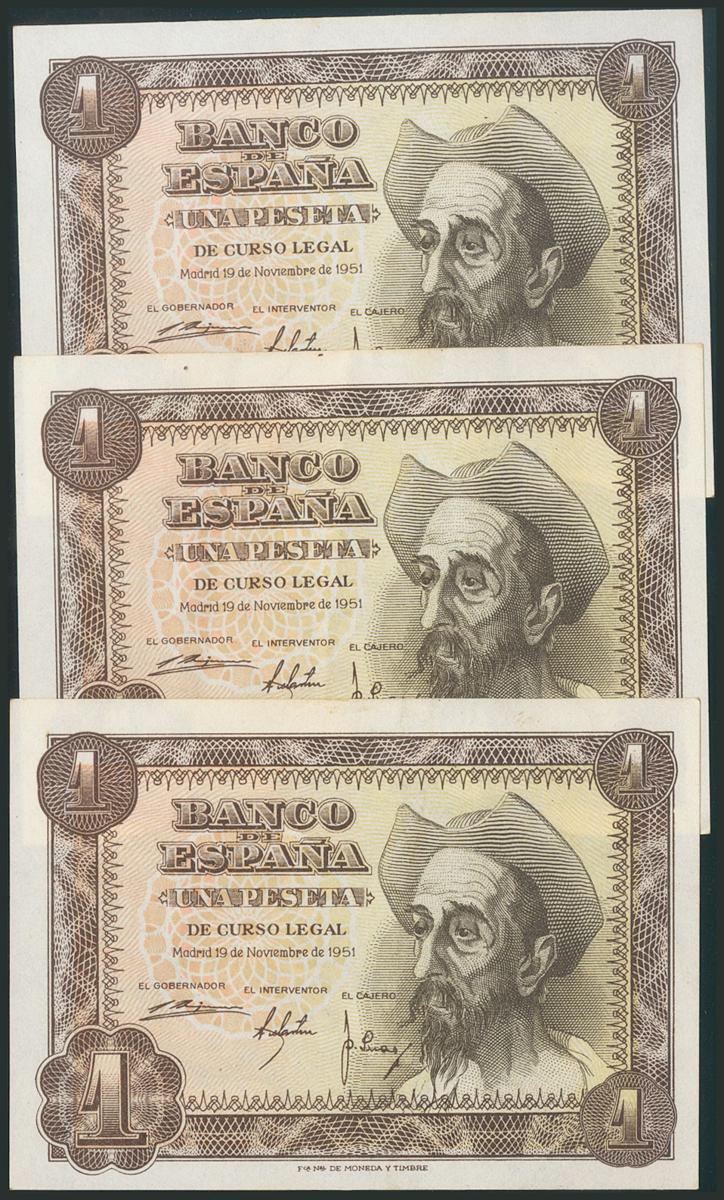 1 1
BANCO
DE
ESPAÑA
UNA PESETA
DE CURSO LEGAL
Madrid 19 de Noviembre de 1951
EL GOBERNADOR EL INTERVENTOR EL CAJERO
1 1
BANCO
DE
ESPAÑA
UNA PESETA
DE CURSO LEGAL
Madrid 19 de Noviembre de 1951
EL GOBERNADOR EL INTERVENTOR EL CAJERO
1 1
BANCO
DE
ESPAÑA
UNA PESETA
DE CURSO LEGAL
Madrid 19 de Noviembre de 1951
EL GOBERNADOR EL INTERVENTOR EL CAJERO
1 1
DE MONEDA Y TIMBRE